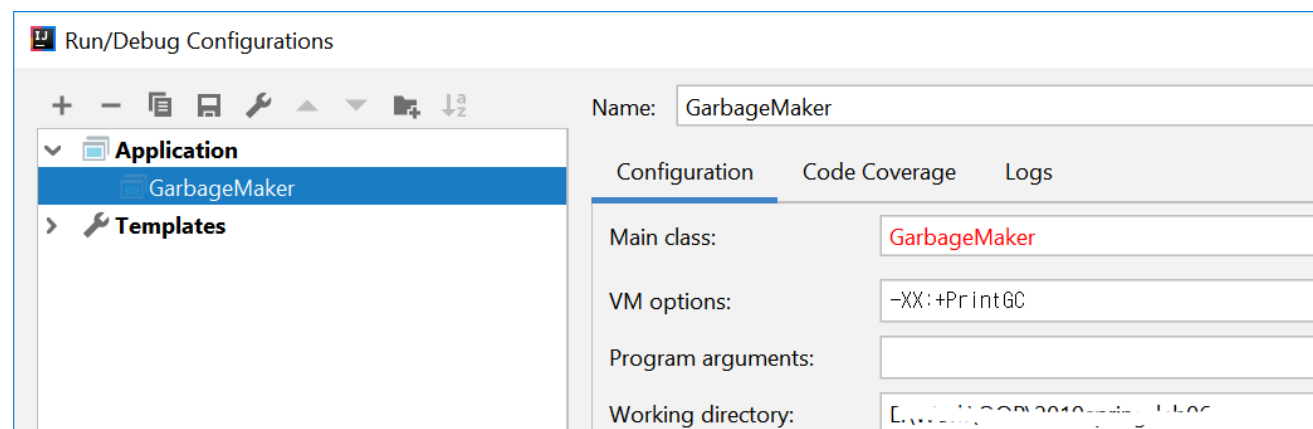 Run/Debug Configurations
Name: GarbageMaker
Application
GarbageMaker
Templates
Configuration Code Coverage Logs
Main class: GarbageMaker
VM options: -XX:+PrintGC
Program arguments:
Working directory: